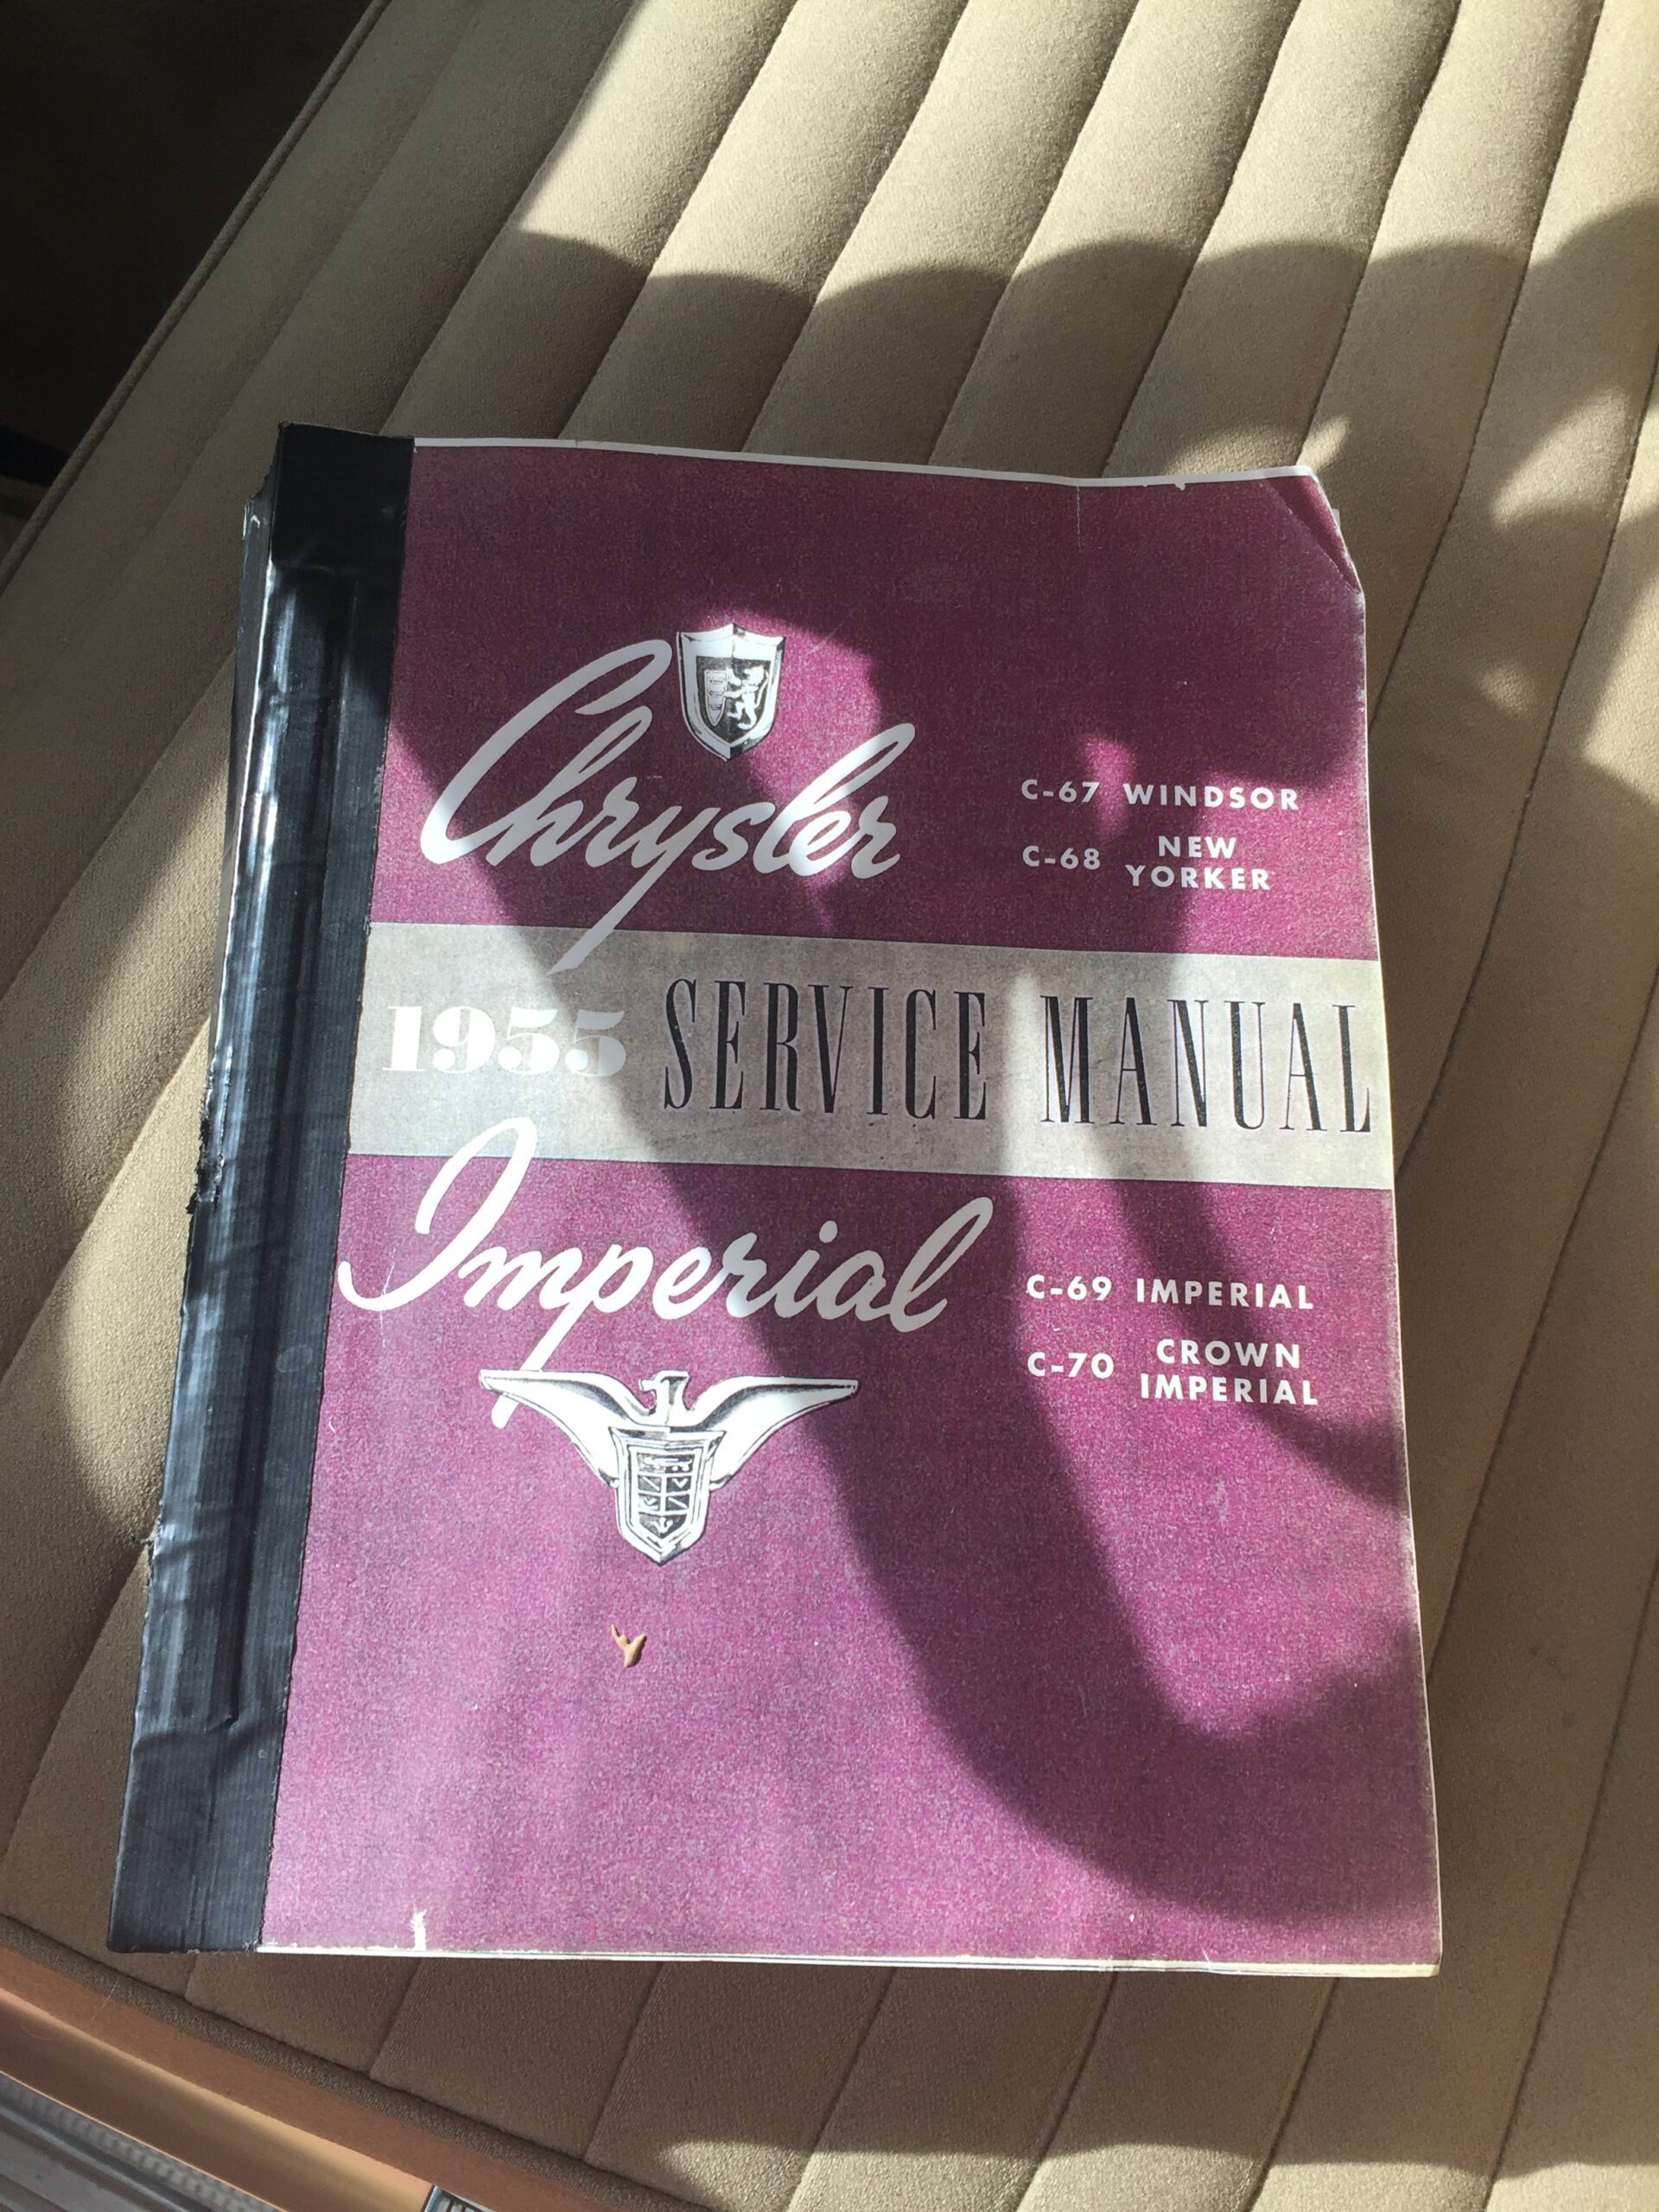 Chrysler
C-67 WINDSOR
C-68 NEW
YORKER
1955 SERVICE MANUAL
Imperial
C-69 IMPERIAL
C-70 CROWN
IMPERIAL